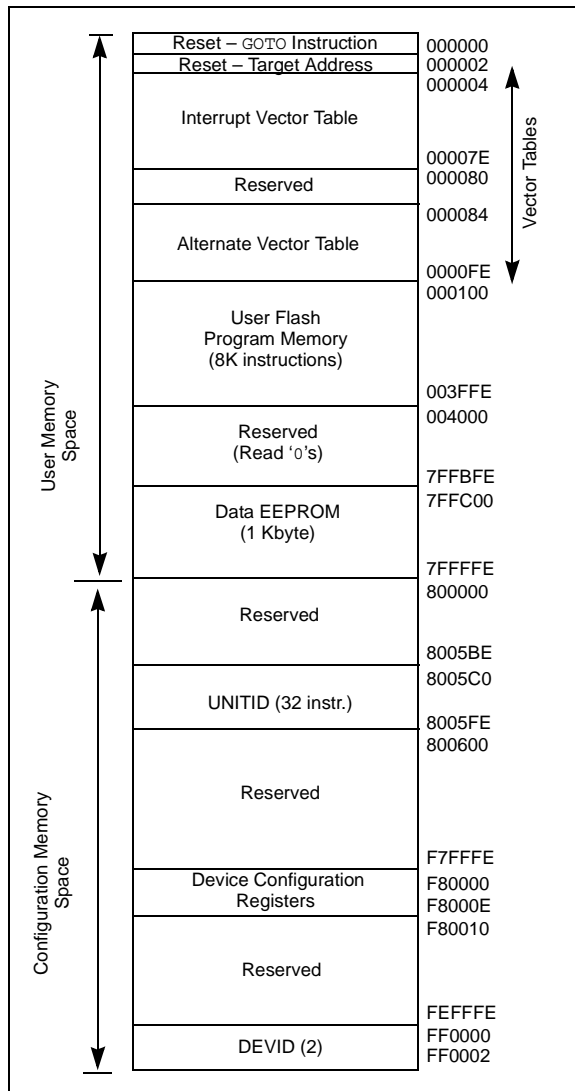 Reset – GOTO Instruction 000000
Reset – Target Address 000002
000004
Interrupt Vector Table
00007E
Reserved 000080
000084
Alternate Vector Table
0000FE
Vector Tables
000100
User Flash
Program Memory
(8K instructions)
003FFE
004000
Reserved
(Read ‘0’s)
7FFBFE
7FFC00
Data EEPROM
(1 Kbyte)
7FFFFE
User Memory
Space
800000
Reserved
8005BE
8005C0
UNITID (32 instr.)
8005FE
800600
Reserved
F7FFFE
Device Configuration
Registers
F80000
F8000E
F80010
Reserved
FEFFFE
DEVID (2)
FF0000
FF0002
Configuration Memory
Space